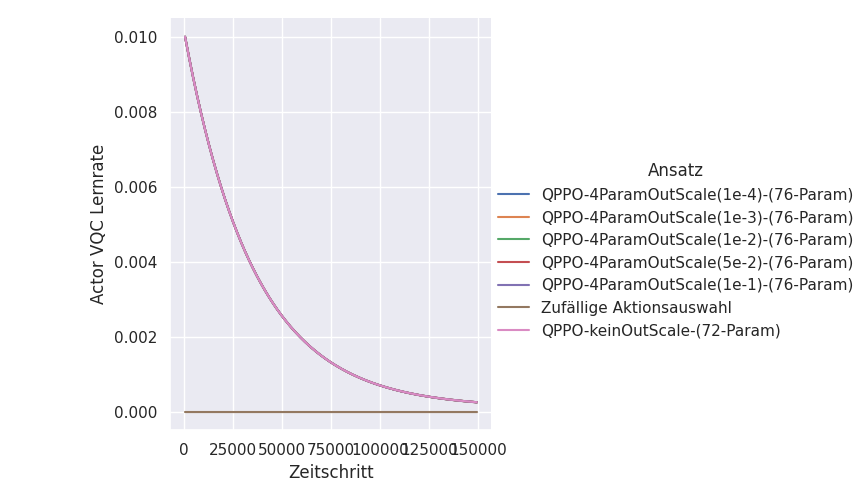 0.010
0.008
0.006
0.004
0.002
0.000
Actor VQC Lernrate
0 25000 50000 75000 100000 125000 150000
Zeitschritt
Ansatz
QPPO-4ParamOutScale(1e-4)-(76-Param)
QPPO-4ParamOutScale(1e-3)-(76-Param)
QPPO-4ParamOutScale(1e-2)-(76-Param)
QPPO-4ParamOutScale(5e-2)-(76-Param)
QPPO-4ParamOutScale(1e-1)-(76-Param)
Zufällige Aktionsauswahl
QPPO-keinOutScale-(72-Param)